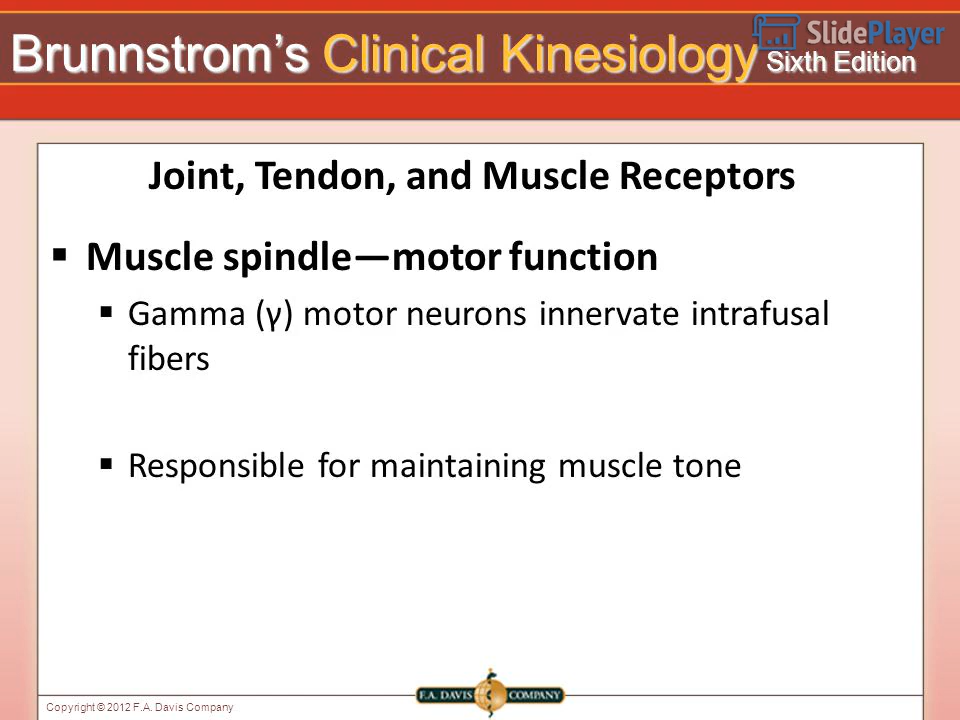 SlidePlayer
Brunnstrom’s Clinical Kinesiology Sixth Edition
Joint, Tendon, and Muscle Receptors
▪ Muscle spindle—motor function
▪ Gamma (γ) motor neurons innervate intrafusal
fibers
▪ Responsible for maintaining muscle tone
F.A. DAVIS COMPANY
Copyright © 2012 F.A. Davis Company